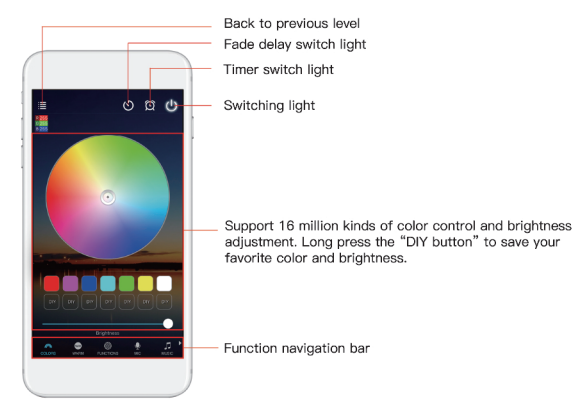 Back to previous level
Fade delay switch light
Timer switch light
Switching light
Support 16 million kinds of color control and brightness
adjustment. Long press the “DIY button” to save your
favorite color and brightness.
DIY DIY DIY DIY DIY DIY DIY
Brightness
COLORS FUNCTIONS MIC MUSIC
Function navigation bar